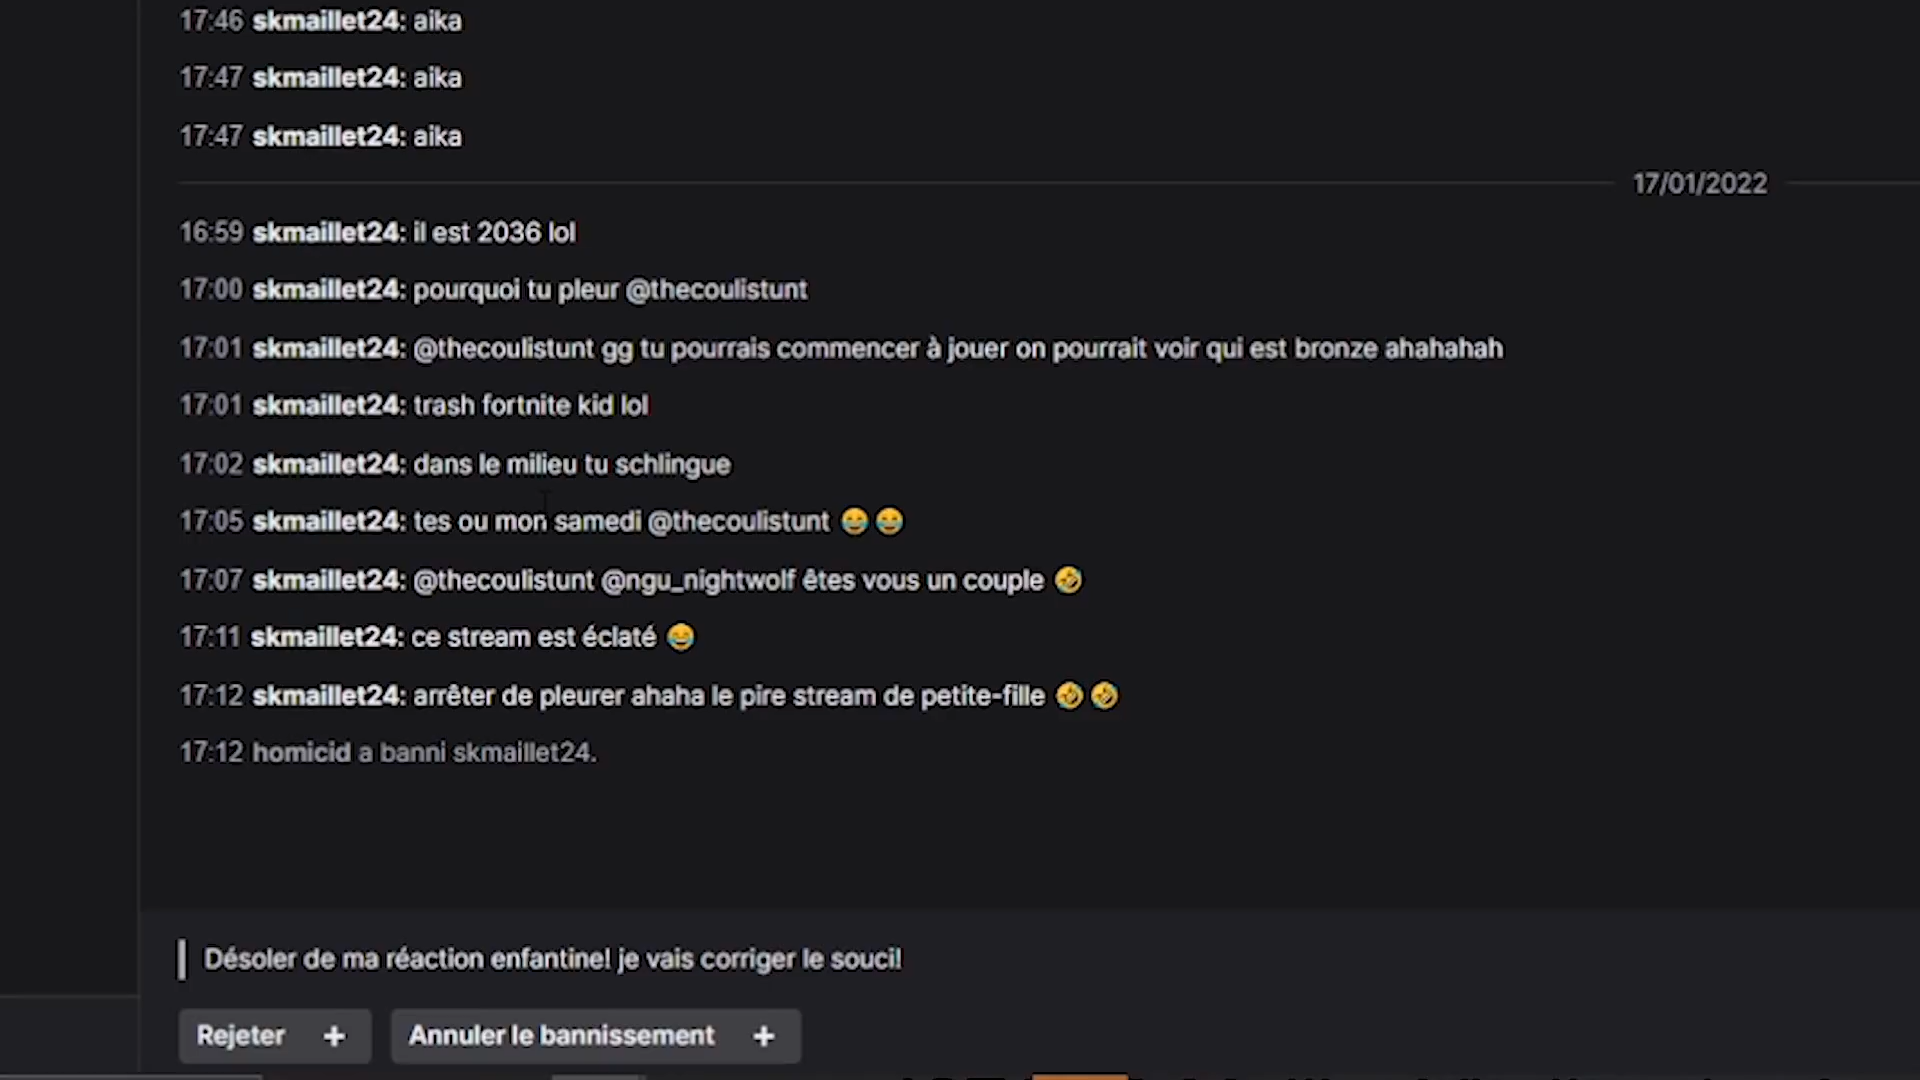 17:46 skmaillet24: aika
17:47 skmaillet24: aika
17:47 skmaillet24: aika
17/01/2022
16:59 skmaillet24: il est 2036 lol
17:00 skmaillet24: pourquoi tu pleur @thecoulistunt
17:01 skmaillet24: @thecoulistunt gg tu pourrais commencer à jouer on pourrait voir qui est bronze ahahahah
17:01 skmaillet24: trash fortnite kid lol
17:02 skmaillet24: dans le milieu tu schlingue
17:05 skmaillet24: tes ou mon samedi @thecoulistunt 😂 😂
17:07 skmaillet24: @thecoulistunt @ngu_nightwolf êtes vous un couple 🤣
17:11 skmaillet24: ce stream est éclaté 😂
17:12 skmaillet24: arrêter de pleurer ahaha le pire stream de petite-fille 🤣 🤣
17:12 homicid a banni skmaillet24.
Désoler de ma réaction enfantine! je vais corriger le souci!
Rejeter + Annuler le bannissement +